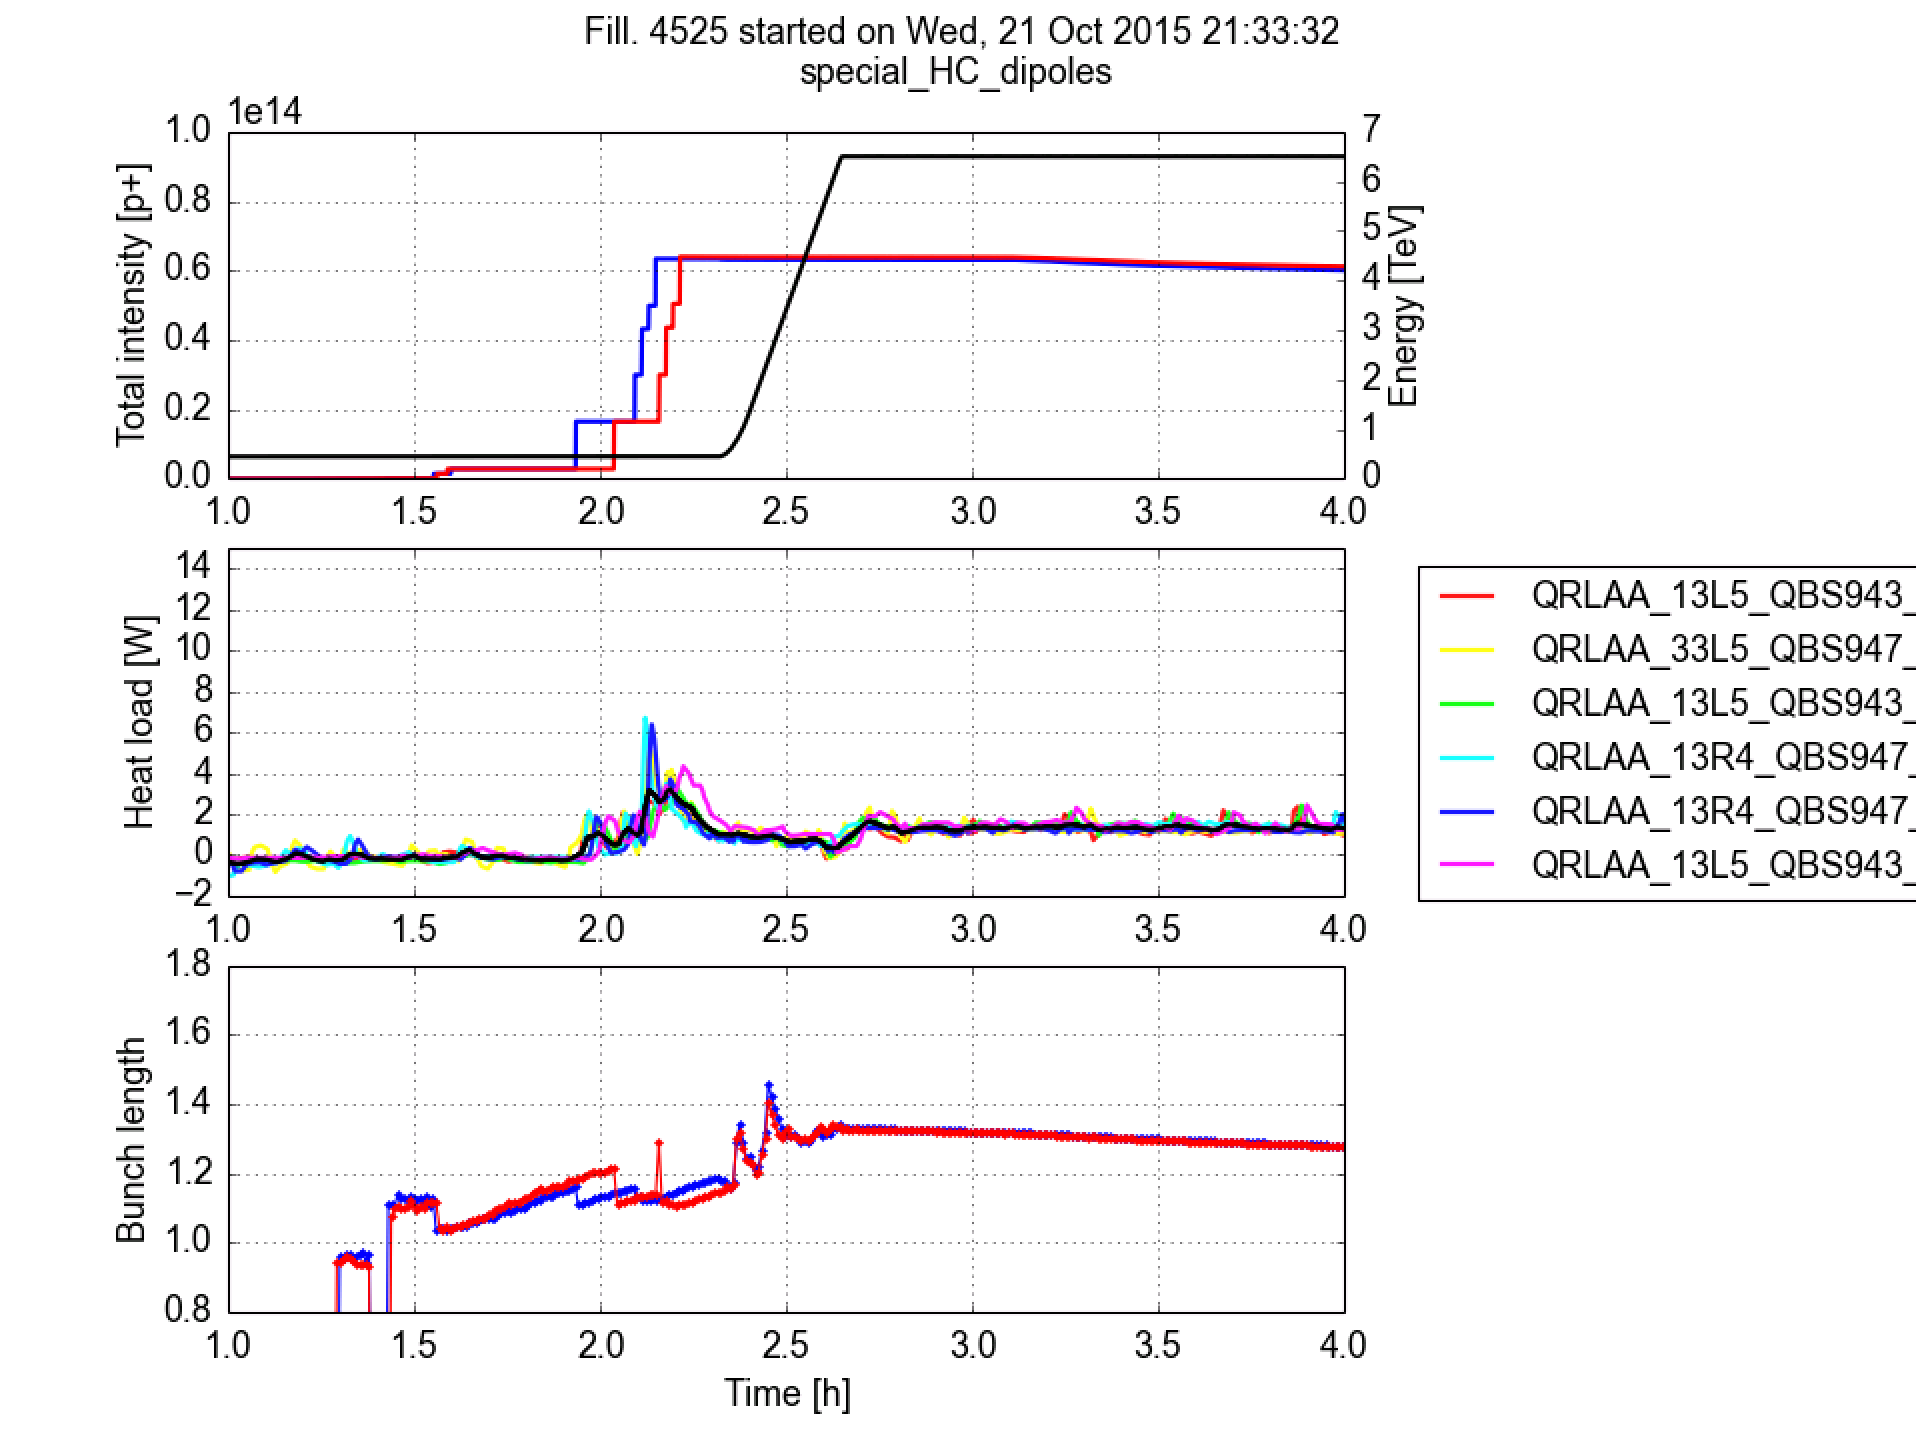 Fill. 4525 started on Wed, 21 Oct 2015 21:33:32
special_HC_dipoles
1e14
1.0
0.8
0.6
0.4
0.2
0.0
Total intensity [p+]
7
6
5
4
3
2
1
0
Energy [TeV]
1.0 1.5 2.0 2.5 3.0 3.5 4.0
14
12
10
8
6
4
2
0
−2
Heat load [W]
1.0 1.5 2.0 2.5 3.0 3.5 4.0
QRLAA_13L5_QBS943_
QRLAA_33L5_QBS947_
QRLAA_13L5_QBS943_
QRLAA_13R4_QBS947_
QRLAA_13R4_QBS947_
QRLAA_13L5_QBS943_
1.8
1.6
1.4
1.2
1.0
0.8
Bunch length
1.0 1.5 2.0 2.5 3.0 3.5 4.0
Time [h]